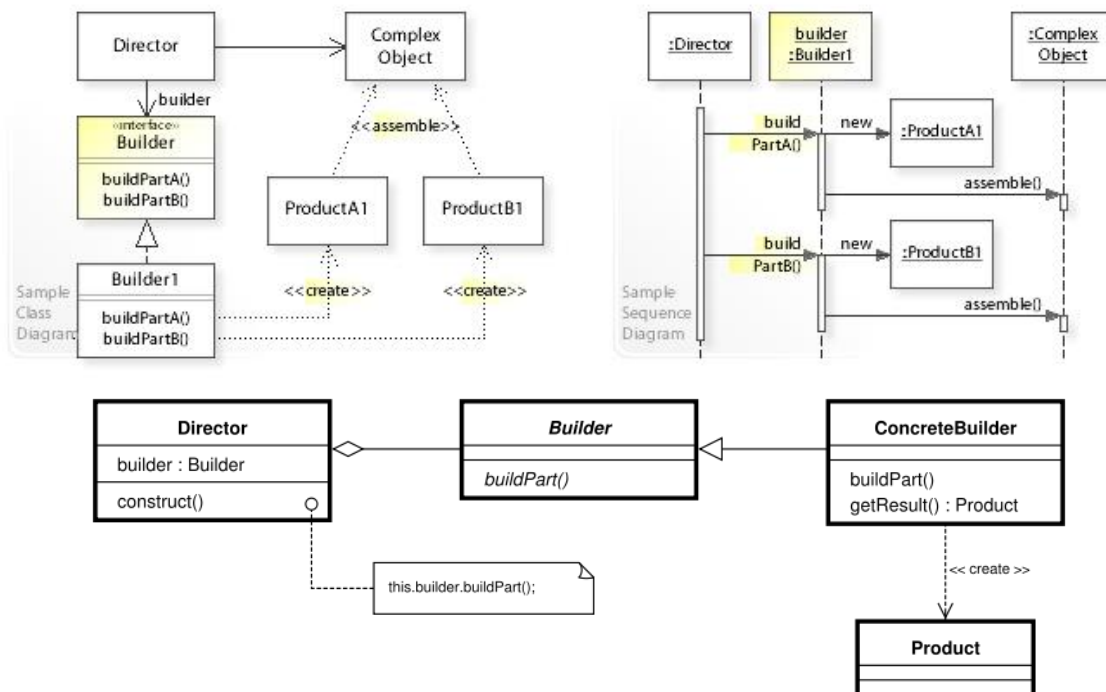 Director
Complex
Object
builder
«interface»
Builder
buildPartA()
buildPartB()
<<assemble>>
ProductA1
ProductB1
Builder1
buildPartA()
buildPartB()
<<create>>
<<create>>
Sample
Class
Diagram
:Director
builder
:Builder1
:Complex
Object
build
PartA()
new
:ProductA1
assemble()
build
PartB()
new
:ProductB1
assemble()
Sample
Sequence
Diagram
Director
builder : Builder
construct()
Builder
buildPart()
ConcreteBuilder
buildPart()
getResult() : Product
this.builder.buildPart();
<< create >>
Product